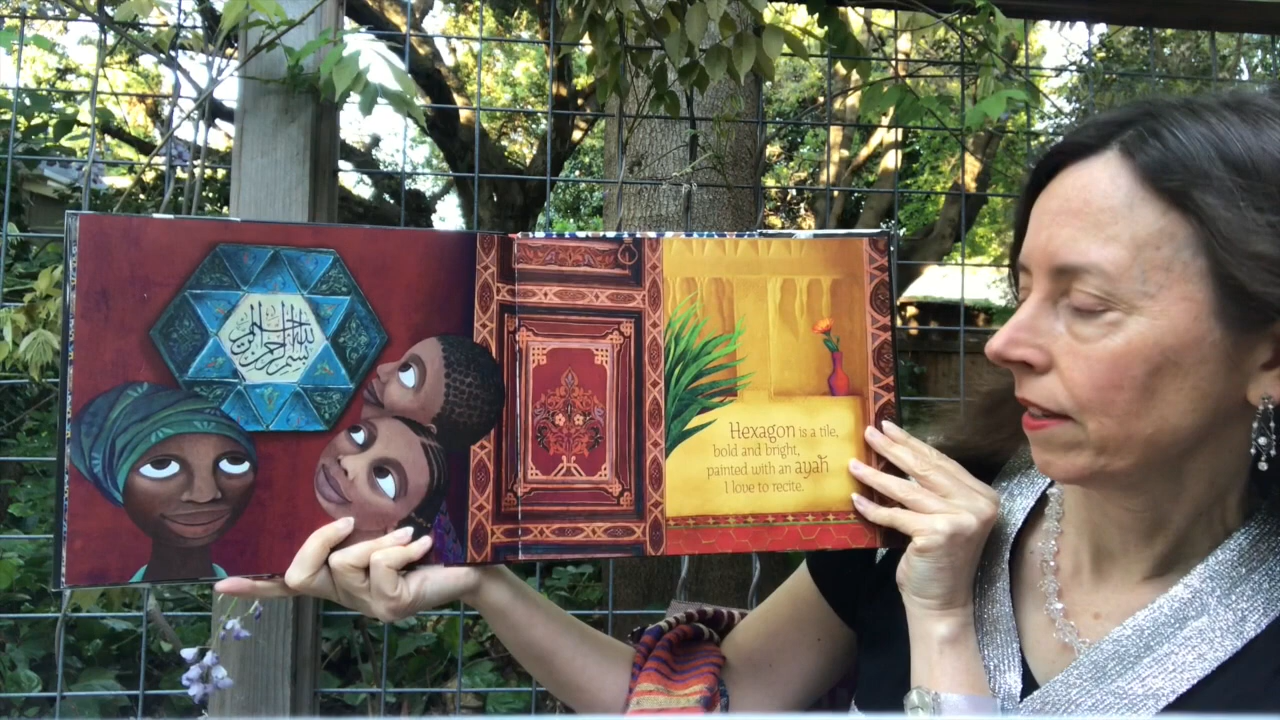 بسم الله الرحمن الرحيم
Hexagon is a tile,
bold and bright,
painted with an ayah
I love to recite.